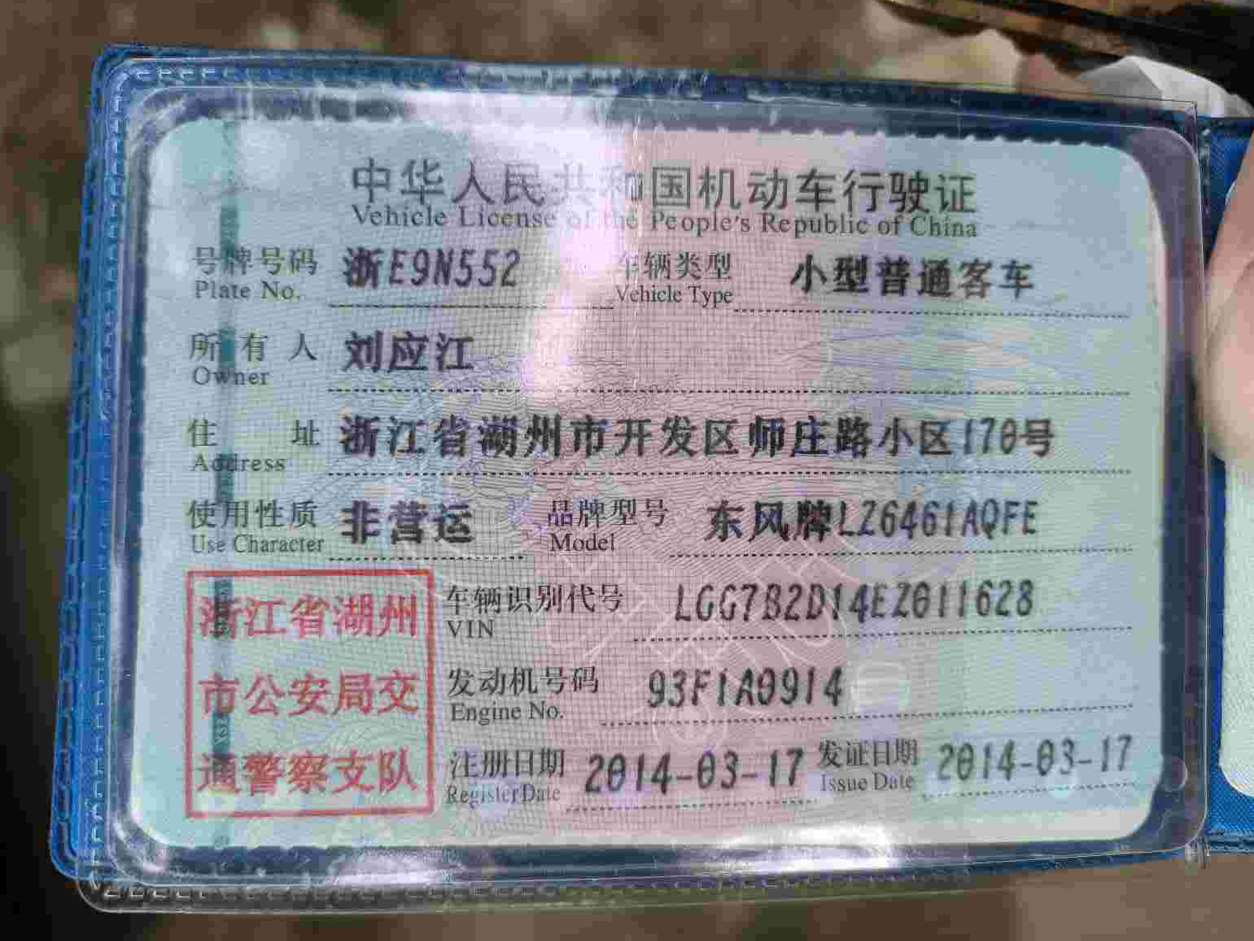 中华人民共和国机动车行驶证
Vehicle License of the People's Republic of China
号牌号码 浙E9N552 车辆类型 小型普通客车
Plate No. Vehicle Type
所有人 刘应江
Owner
住址 浙江省湖州市开发区师庄路小区170号
Address
使用性质 非营运 品牌型号 东风牌LZ6461AQFE
Use Character Model
车辆识别代号 LGG7B2D14EZ011628
VIN
发动机号码 93F1A0914
Engine No.
注册日期 2014-03-17 发证日期 2014-03-17
Register Date Issue Date
浙江省湖州
市公安局交
通警察支队